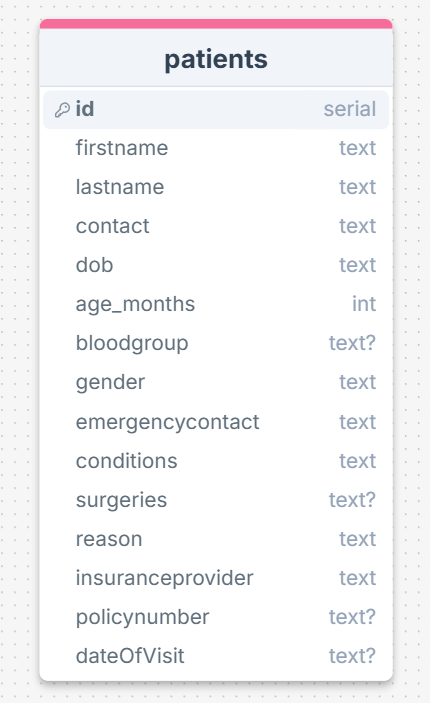 patients
id serial
firstname text
lastname text
contact text
dob text
age_months int
bloodgroup text?
gender text
emergencycontact text
conditions text
surgeries text?
reason text
insuranceprovider text
policynumber text?
dateOfVisit text?